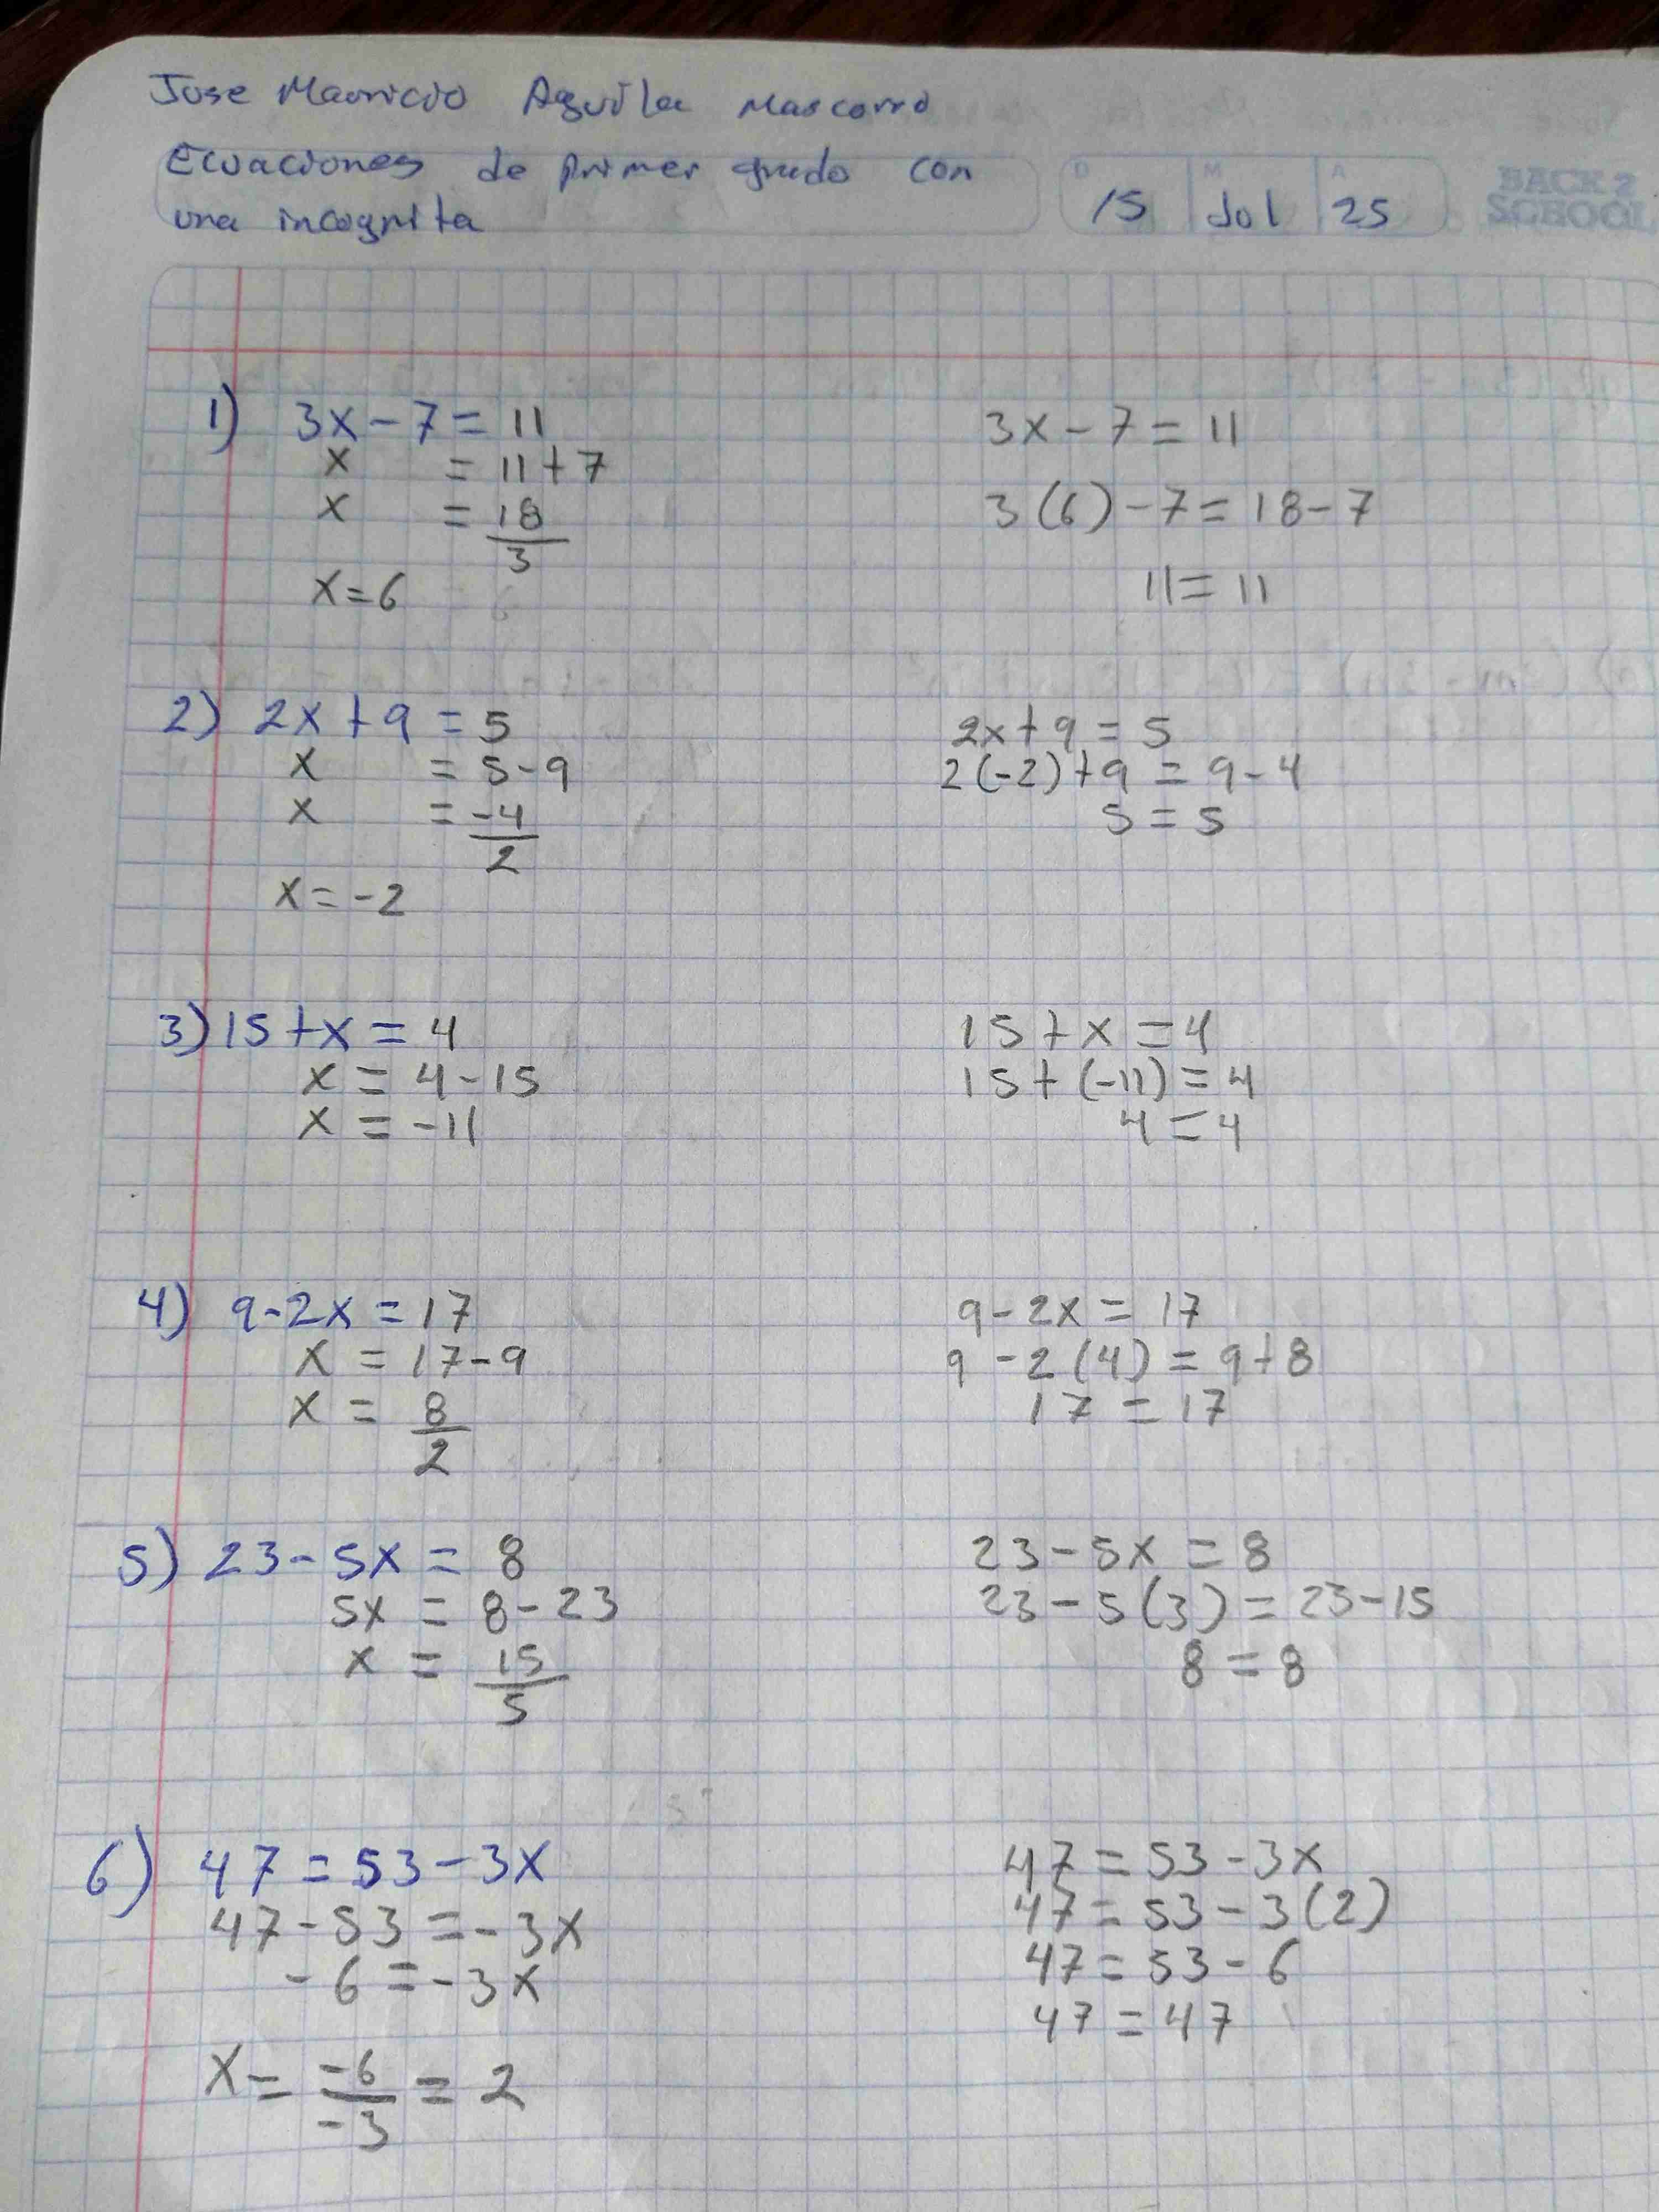 Jose Mauricio Aguila Mascorro
Ecuaciones de primer grado con
una incognita
D 15 M Jul A 25
BACK 2
SCHOOL
1) 3x - 7 = 11
x = 11 + 7
x = 18
3
x = 6
3x - 7 = 11
3(6) - 7 = 18 - 7
11 = 11
2) 2x + 9 = 5
x = 5 - 9
x = -4
2
x = -2
2x + 9 = 5
2(-2) + 9 = 9 - 4
5 = 5
3) 15 + x = 4
x = 4 - 15
x = -11
15 + x = 4
15 + (-11) = 4
4 = 4
4) 9 - 2x = 17
x = 17 - 9
x = 8
2
9 - 2x = 17
9 - 2(4) = 9 + 8
17 = 17
5) 23 - 5x = 8
5x = 8 - 23
x = 15
5
23 - 5x = 8
23 - 5(3) = 23 - 15
8 = 8
6) 47 = 53 - 3x
47 - 53 = -3x
-6 = -3x
x = -6 = 2
-3
47 = 53 - 3x
47 = 53 - 3(2)
47 = 53 - 6
47 = 47